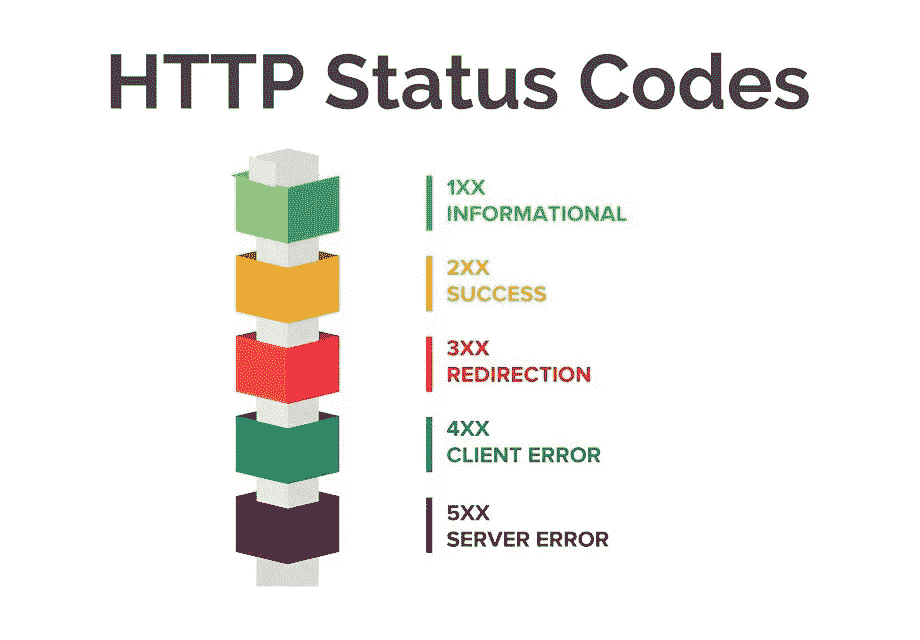 HTTP Status Codes
1XX
INFORMATIONAL
2XX
SUCCESS
3XX
REDIRECTION
4XX
CLIENT ERROR
5XX
SERVER ERROR